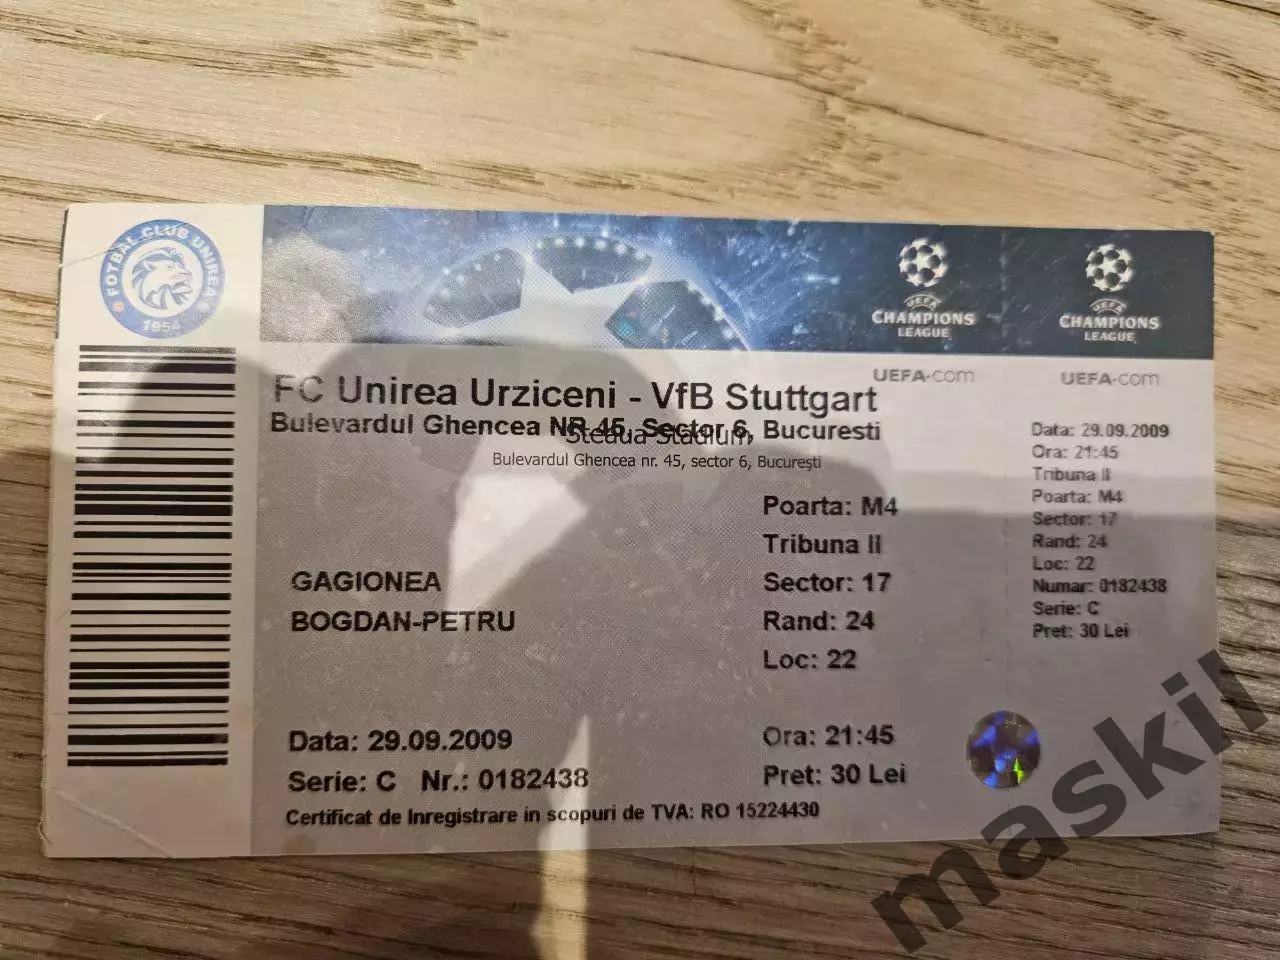 FOTBAL CLUB UNIREA
1954
UEFA
CHAMPIONS
LEAGUE
UEFA
CHAMPIONS
LEAGUE
UEFA.com
UEFA.com
FC Unirea Urziceni - VfB Stuttgart
Bulevardul Ghencea NR 45, Sector 6, Bucuresti
Steaua Stadium
Bulevardul Ghencea nr. 45, sector 6, București
Poarta: M4
Tribuna II
Sector: 17
Rand: 24
Loc: 22
GAGIONEA
BOGDAN-PETRU
Data: 29.09.2009
Ora: 21:45
Serie: C Nr.: 0182438
Pret: 30 Lei
Certificat de Inregistrare in scopuri de TVA: RO 15224430
Data: 29.09.2009
Ora: 21:45
Tribuna II
Poarta: M4
Sector: 17
Rand: 24
Loc: 22
Numar: 0182438
Serie: C
Pret: 30 Lei
maskil